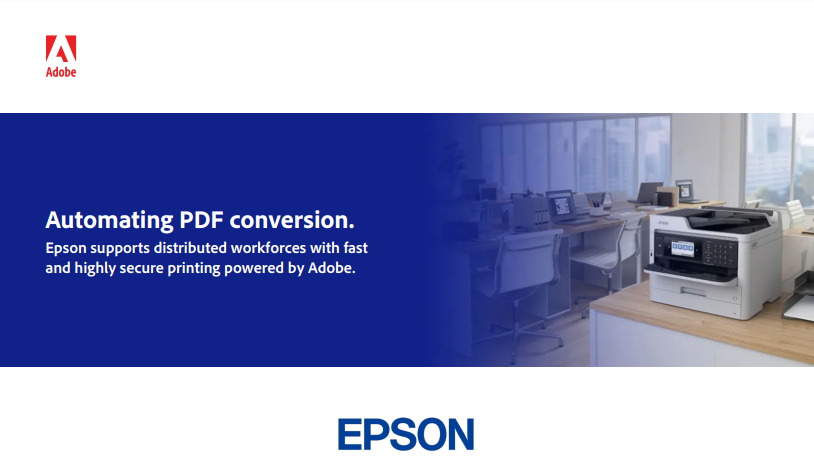 Adobe
Automating PDF conversion.
Epson supports distributed workforces with fast
and highly secure printing powered by Adobe.
EPSON